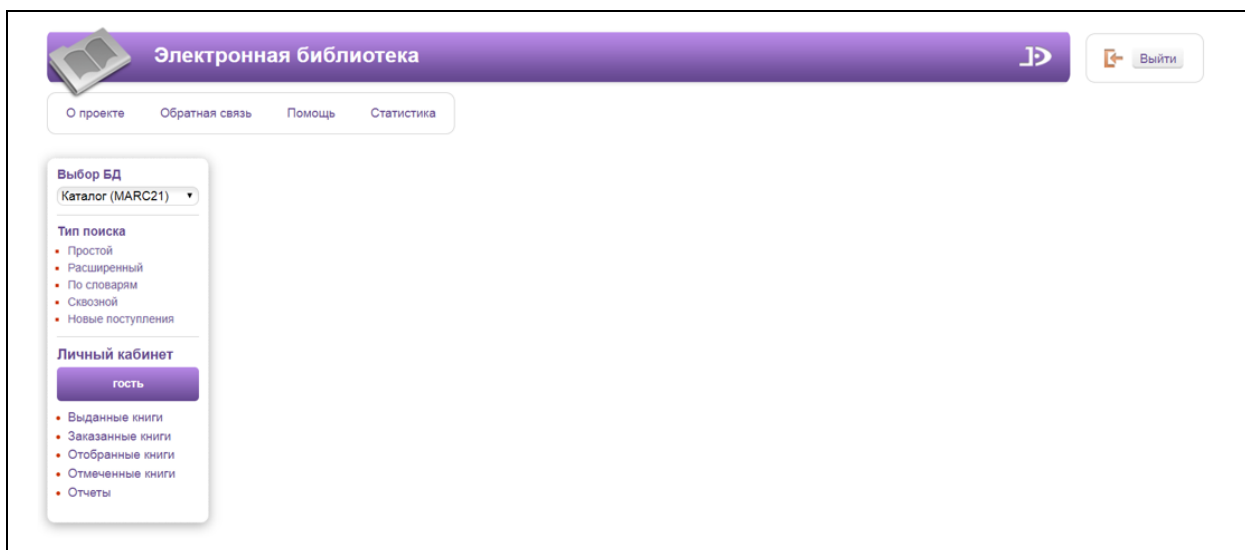 Электронная библиотека
Выйти
О проекте Обратная связь Помощь Статистика
Выбор БД
Каталог (MARC21)
Тип поиска
Простой
Расширенный
По словарям
Сквозной
Новые поступления
Личный кабинет
гость
Выданные книги
Заказанные книги
Отобранные книги
Отмеченные книги
Отчеты